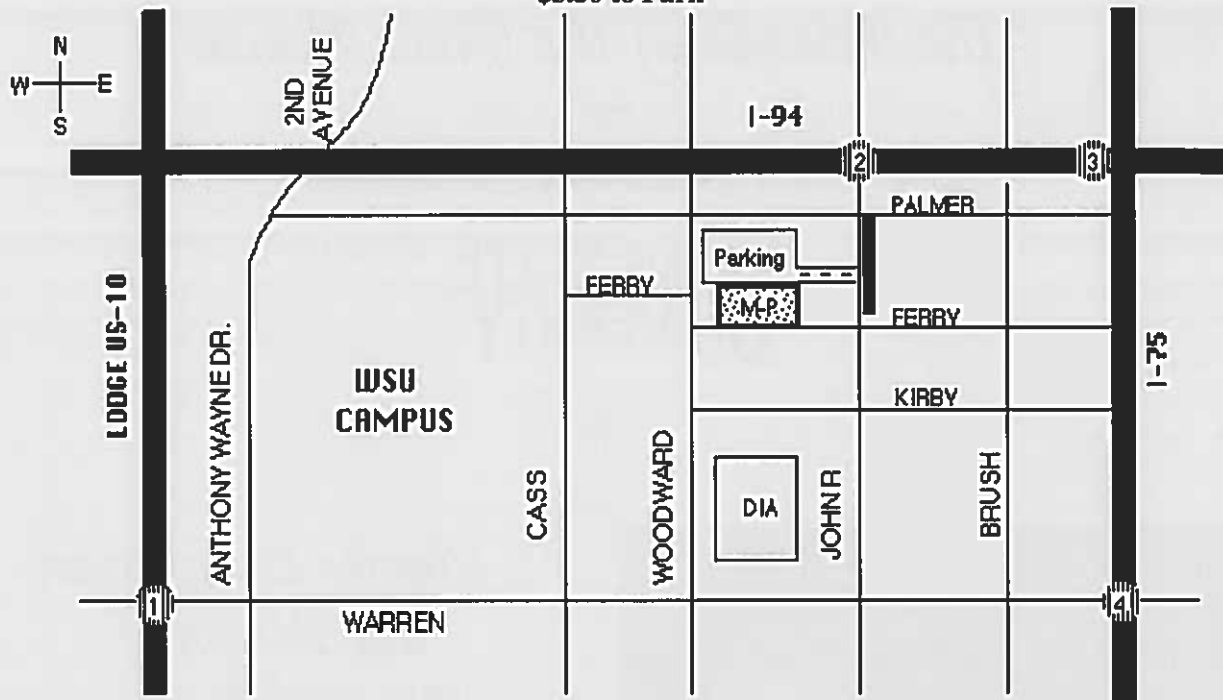 N
W E
S
2ND
AVENUE
I-94
2
3
PALMER
Parking
FERRY
M-P
FERRY
LODGE US-10
ANTHONY WAYNE DR.
WSU
CAMPUS
I-75
KIRBY
CASS
WOODWARD
DIA
JOHN R
BRUSH
1
WARREN
4